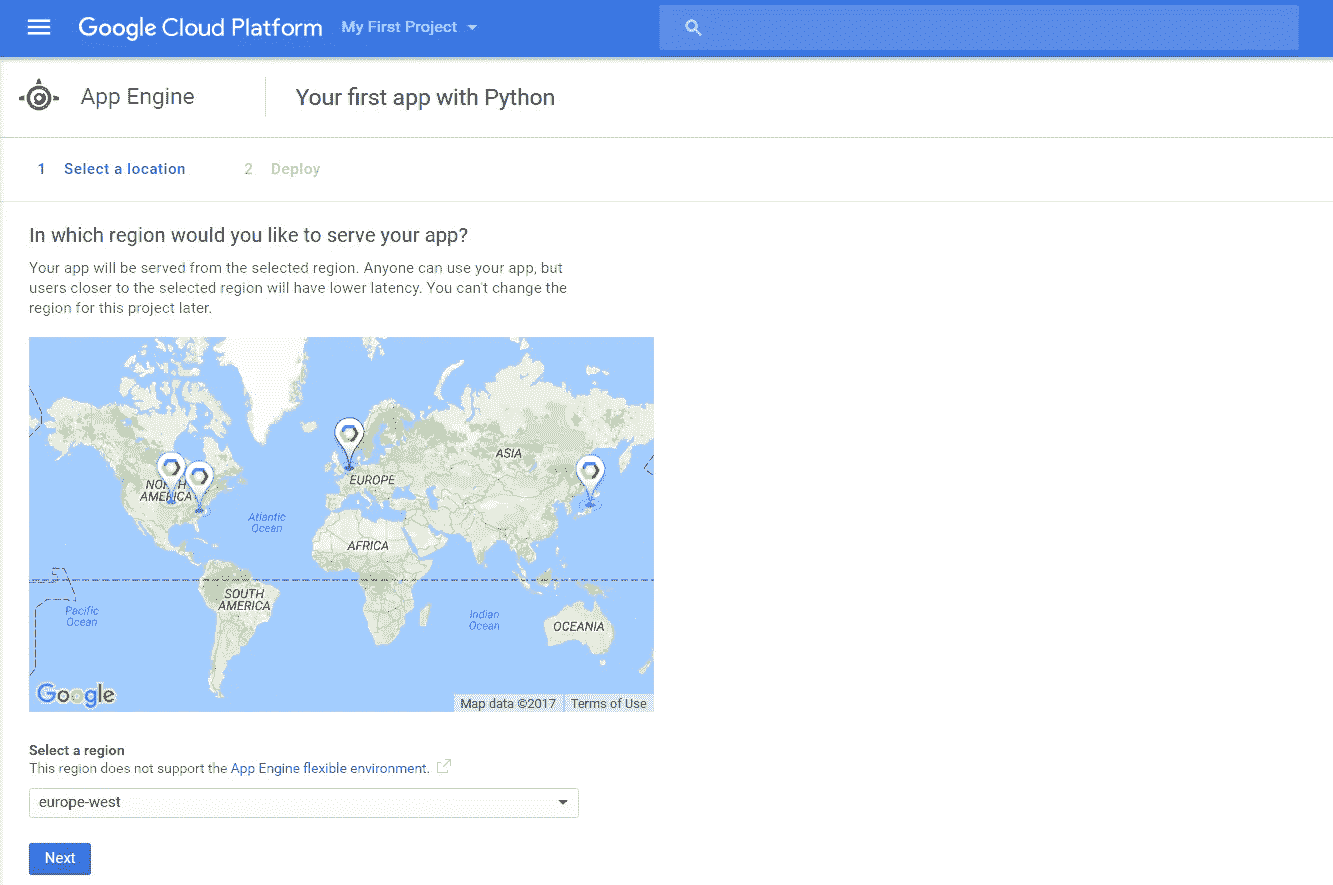 Google Cloud Platform My First Project
App Engine
Your first app with Python
1 Select a location 2 Deploy
In which region would you like to serve your app?
Your app will be served from the selected region. Anyone can use your app, but
users closer to the selected region will have lower latency. You can't change the
region for this project later.
NORTH
AMERICA
EUROPE
ASIA
Atlantic
Ocean
AFRICA
SOUTH
AMERICA
Pacific
Ocean
Indian
Ocean
OCEANIA
Google
Map data ©2017 Terms of Use
Select a region
This region does not support the App Engine flexible environment.
europe-west
Next